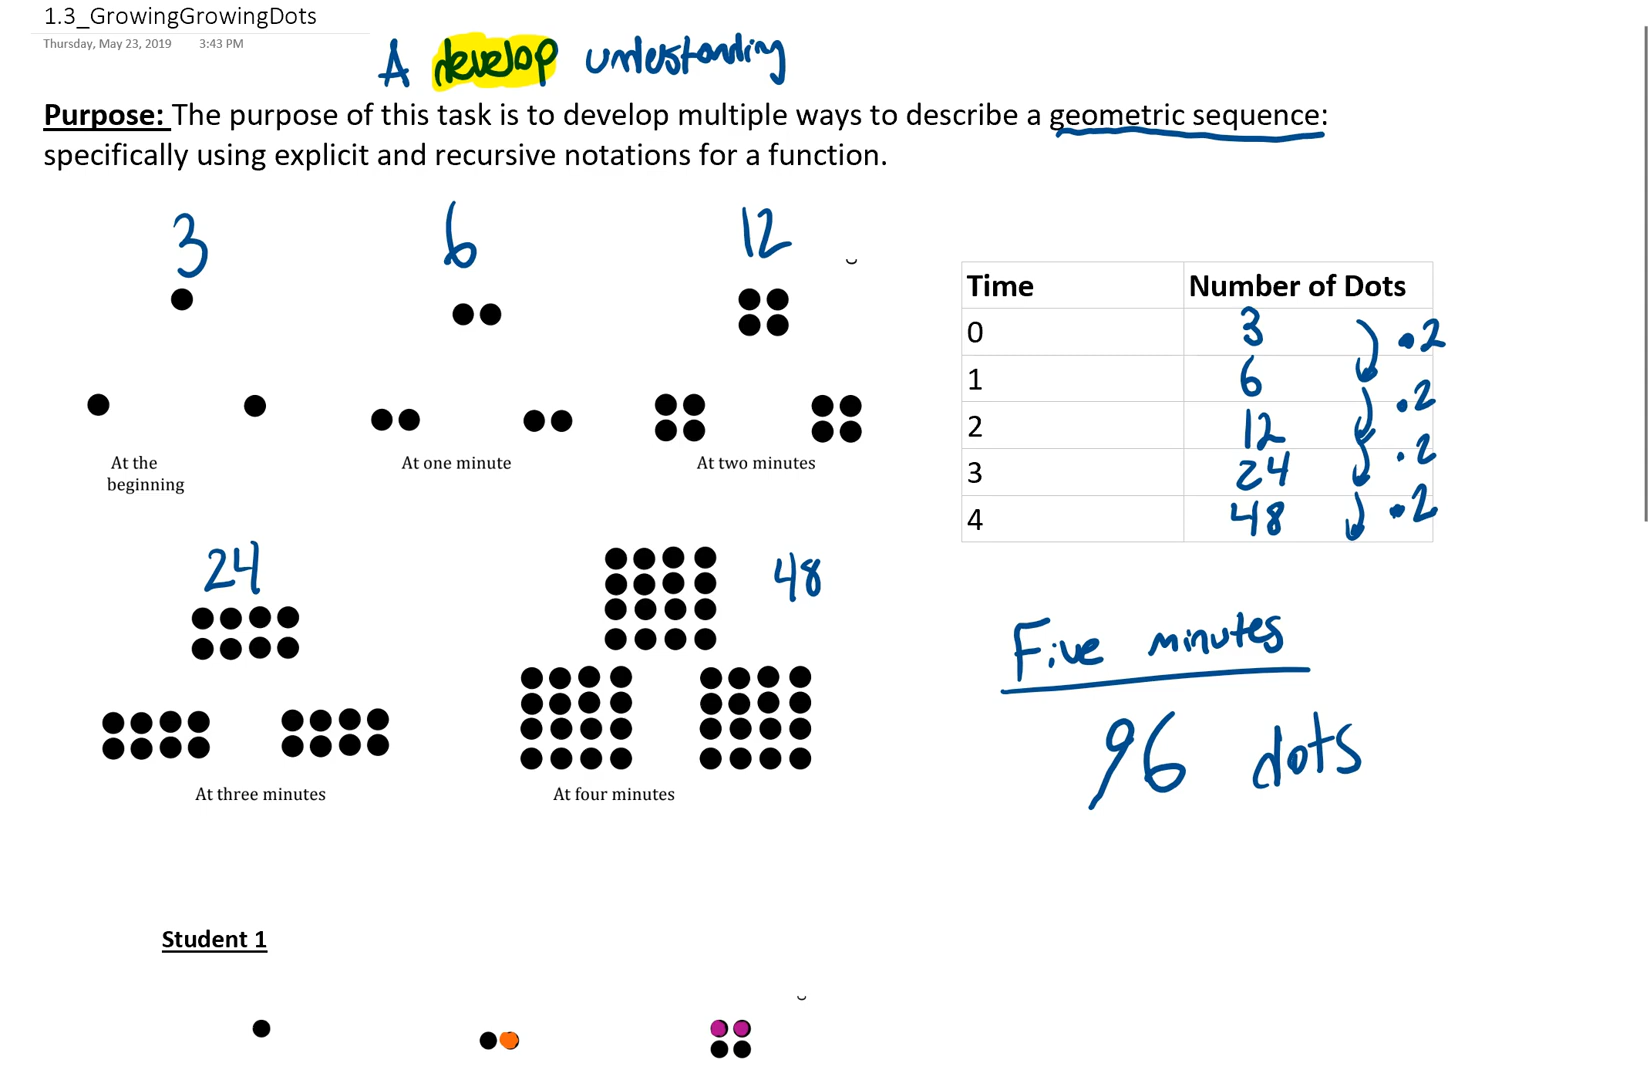 1.3_GrowingGrowingDots
Thursday, May 23, 2019 3:43 PM
A develop understanding
Purpose: The purpose of this task is to develop multiple ways to describe a geometric sequence:
specifically using explicit and recursive notations for a function.
3 6 12
At the
beginning
At one minute
At two minutes
24 48
At three minutes
At four minutes
Time Number of Dots
0 3 •2
1 6 •2
2 12 •2
3 24 •2
4 48
Five minutes
96 dots
Student 1